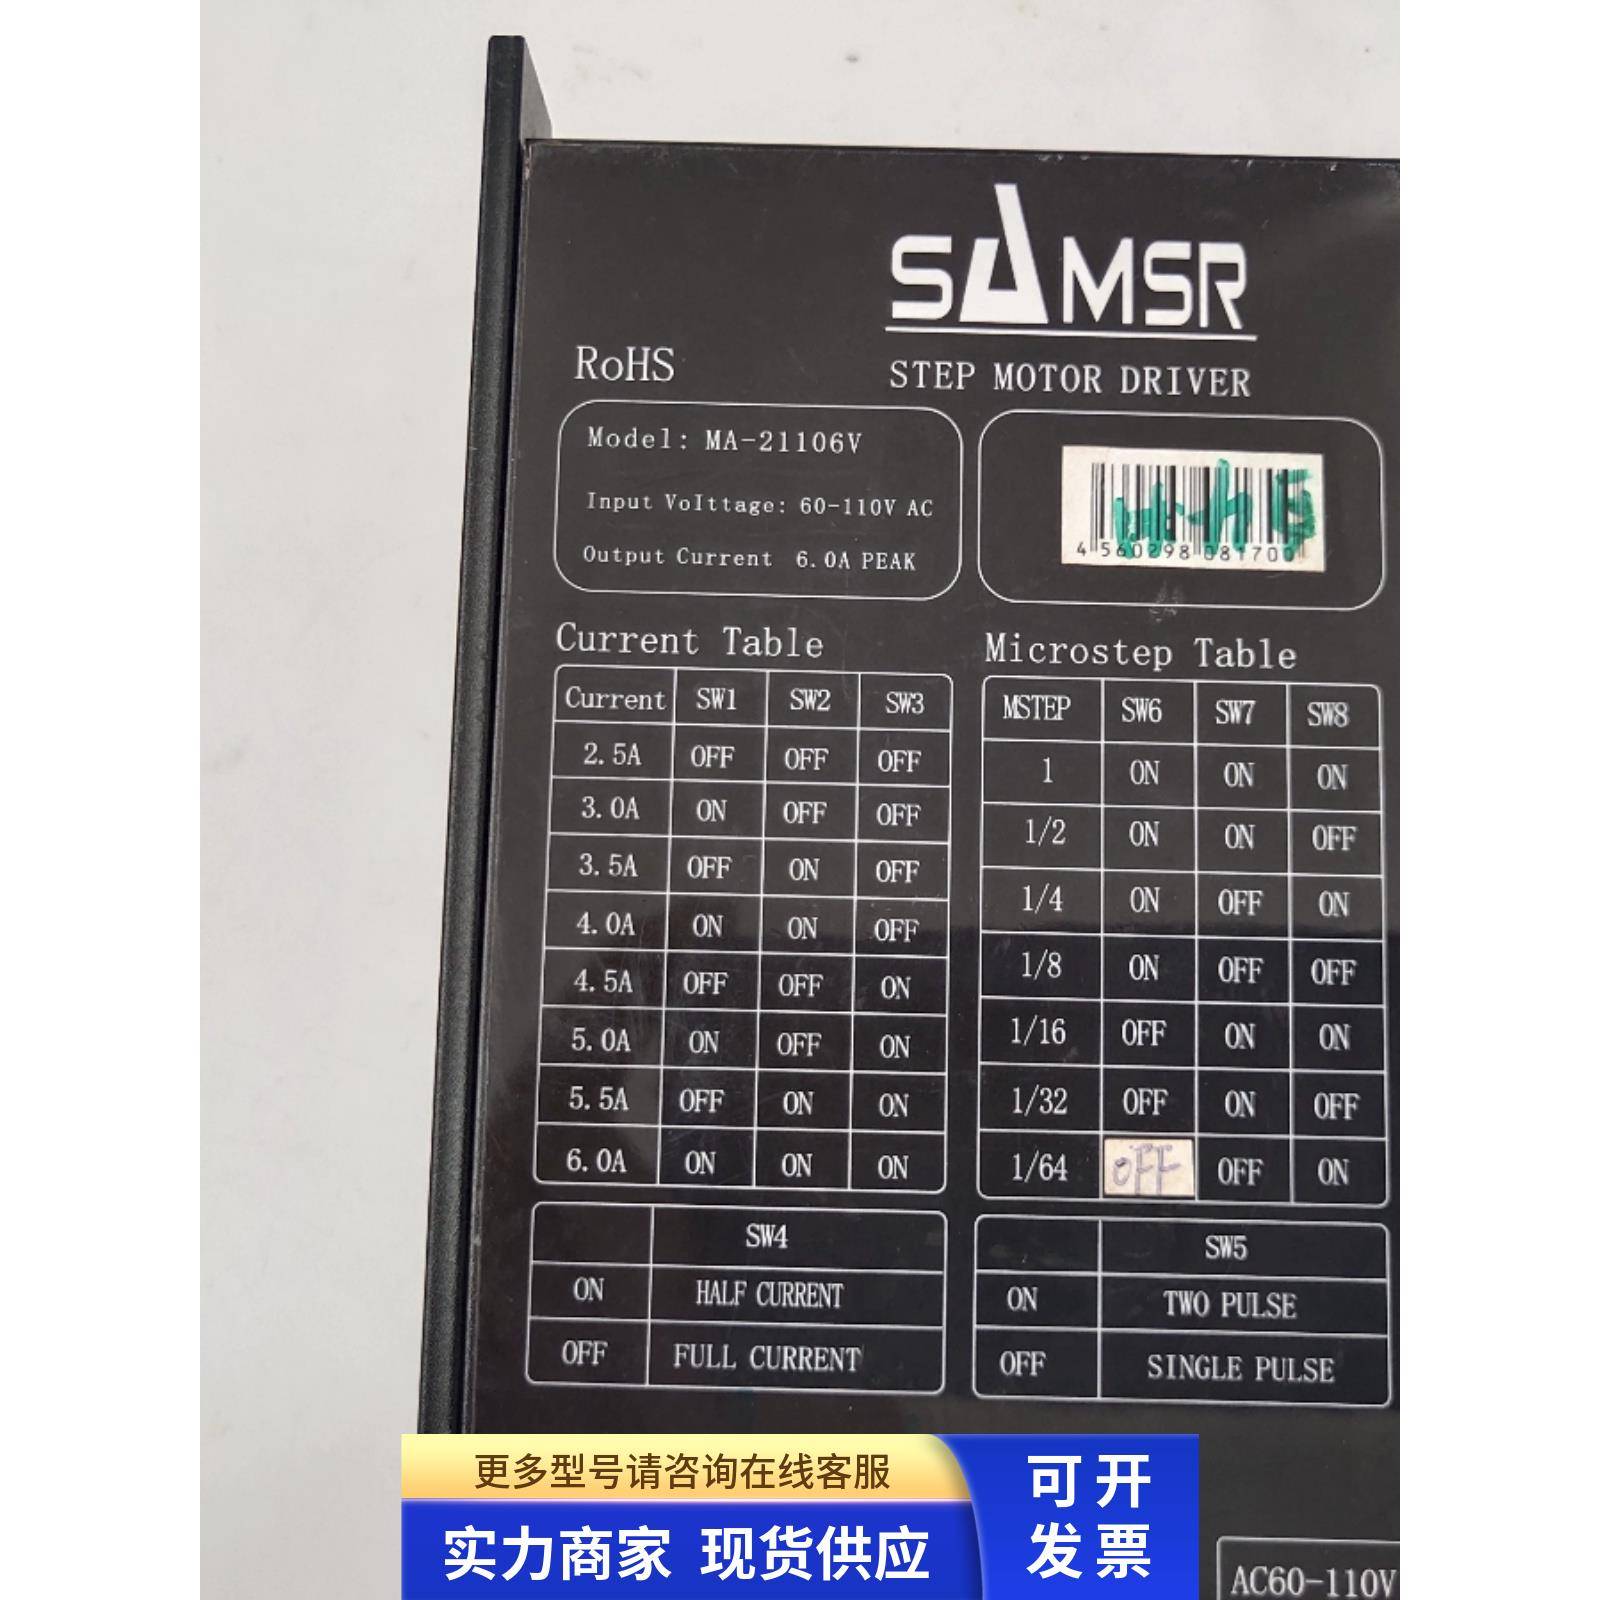 SAMSR
RoHS
STEP MOTOR DRIVER
Model: MA-21106V
Input VoIttage: 60-110V AC
Output Current 6.0A PEAK
4 560298 081700
Current Table
Current SW1 SW2 SW3
2.5A OFF OFF OFF
3.0A ON OFF OFF
3.5A OFF ON OFF
4.0A ON ON OFF
4.5A OFF OFF ON
5.0A ON OFF ON
5.5A OFF ON ON
6.0A ON ON ON
Microstep Table
MSTEP SW6 SW7 SW8
1 ON ON ON
1/2 ON ON OFF
1/4 ON OFF ON
1/8 ON OFF OFF
1/16 OFF ON ON
1/32 OFF ON OFF
1/64 OFF OFF ON
SW4
ON HALF CURRENT
OFF FULL CURRENT
SW5
ON TWO PULSE
OFF SINGLE PULSE
AC60-110V
更多型号请咨询在线客服
实力商家 现货供应
可开
发票